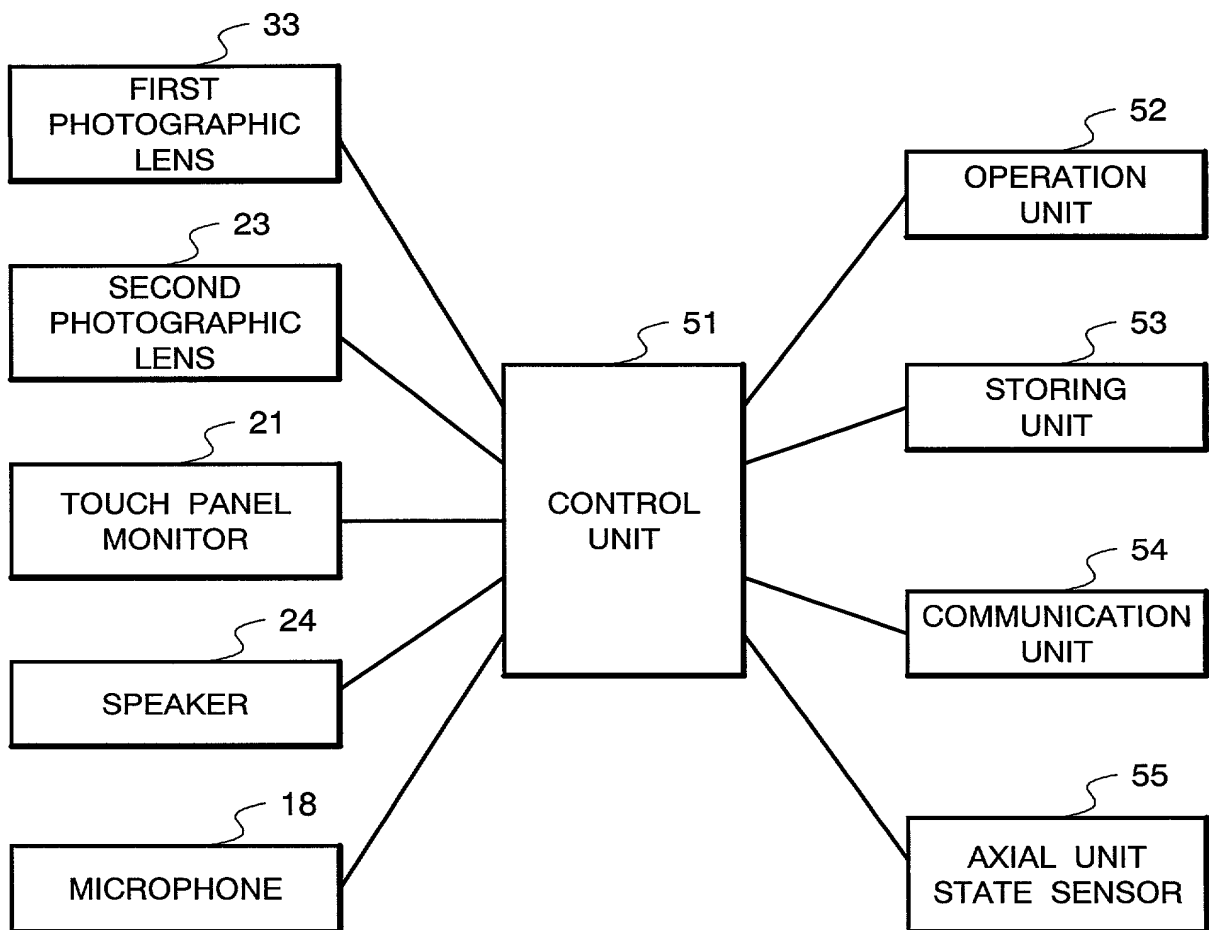 33
FIRST
PHOTOGRAPHIC
LENS
23
SECOND
PHOTOGRAPHIC
LENS
21
TOUCH PANEL
MONITOR
24
SPEAKER
18
MICROPHONE
51
CONTROL
UNIT
52
OPERATION
UNIT
53
STORING
UNIT
54
COMMUNICATION
UNIT
55
AXIAL UNIT
STATE SENSOR